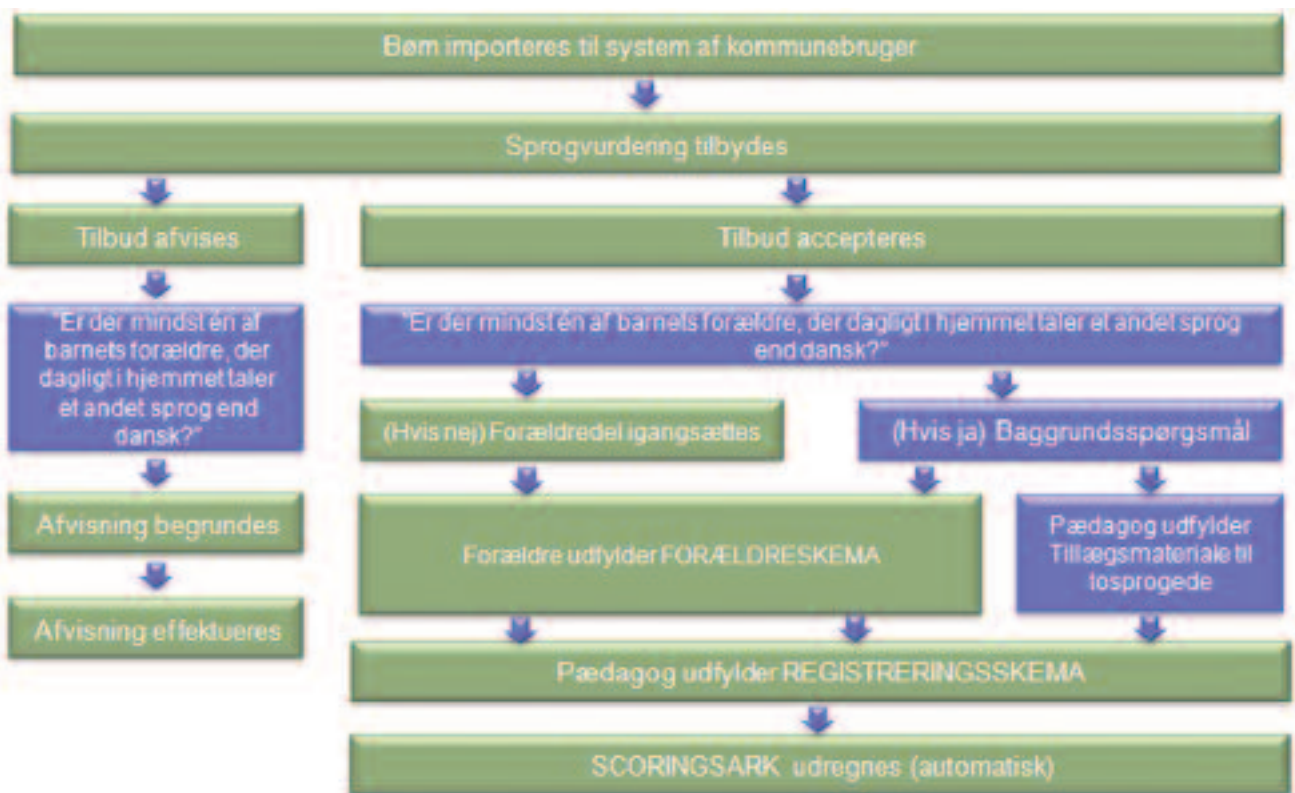 Børn importeres til system af kommunebruger
Sprogvurdering tilbydes
Tilbud afvises
Tilbud accepteres
"Er der mindst én af
barnets forældre, der
dagligt i hjemmet taler
et andet sprog end
dansk?"
"Er der mindst én af barnets forældre, der dagligt i hjemmet taler et andet sprog
end dansk?"
(Hvis nej) Forældredel igangsættes
(Hvis ja) Baggrundsspørgsmål
Afvisning begrundes
Forældre udfylder FORÆLDRESKEMA
Pædagog udfylder
Tillægsmateriale til
tosprogede
Afvisning effektueres
Pædagog udfylder REGISTRERINGSSKEMA
SCORINGSARK udregnes (automatisk)